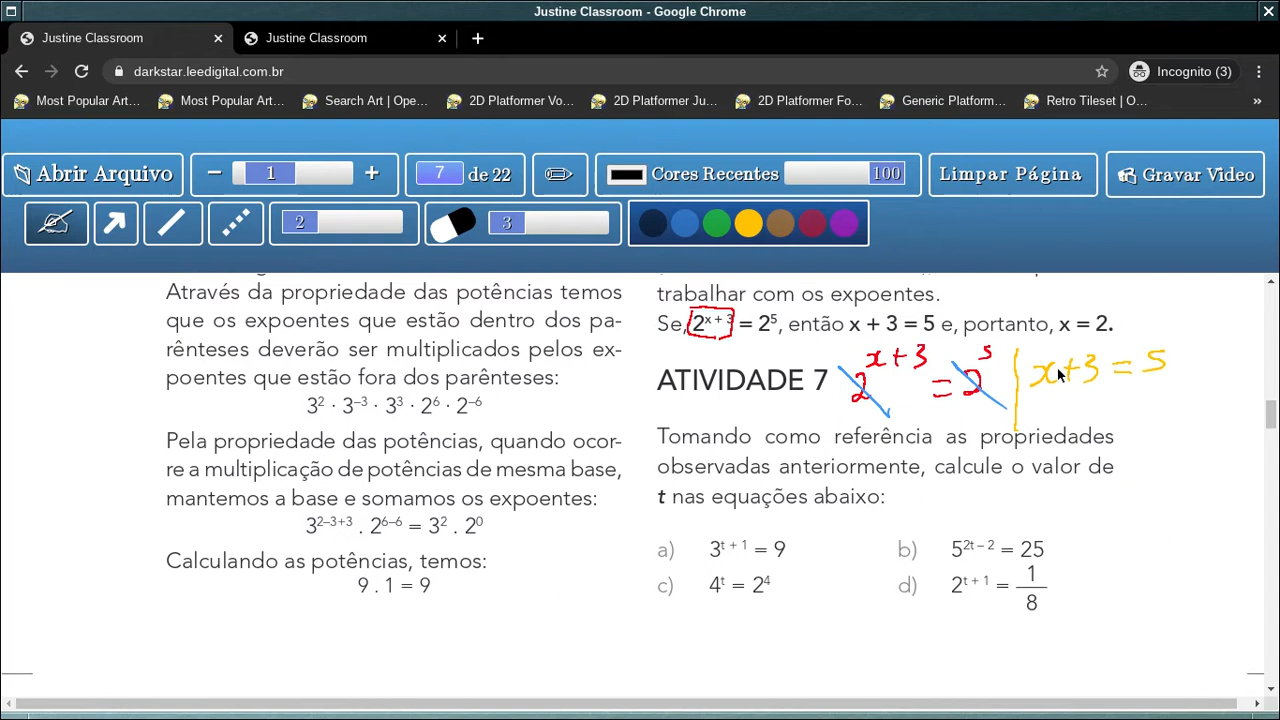 Justine Classroom - Google Chrome
Justine Classroom
Justine Classroom
darkstar.leedigital.com.br
Incognito (3)
Most Popular Art…
Most Popular Art…
Search Art | Ope…
2D Platformer Vo…
2D Platformer Ju…
2D Platformer Fo…
Generic Platform…
Retro Tileset | O…
»
Abrir Arquivo
− 1 +
7 de 22
Cores Recentes 100
Limpar Página
Gravar Video
2
3
Através da propriedade das potências temos
que os expoentes que estão dentro dos pa-
rênteses deverão ser multiplicados pelos ex-
poentes que estão fora dos parênteses:
3² · 3⁻³ · 3³ · 2⁶ · 2⁻⁶
Pela propriedade das potências, quando ocor-
re a multiplicação de potências de mesma base,
mantemos a base e somamos os expoentes:
3²⁻³⁺³ . 2⁶⁻⁶ = 3² . 2⁰
Calculando as potências, temos:
9 . 1 = 9
trabalhar com os expoentes.
Se, 2ˣ ⁺ ³ = 2⁵, então x + 3 = 5 e, portanto, x = 2.
ATIVIDADE 7
2ˣ⁺³ = 2⁵ | x+3 = 5
Tomando como referência as propriedades
observadas anteriormente, calcule o valor de
t nas equações abaixo:
a) 3ᵗ ⁺ ¹ = 9
b) 5²ᵗ ⁻ ² = 25
c) 4ᵗ = 2⁴
d) 2ᵗ ⁺ ¹ = 1/8